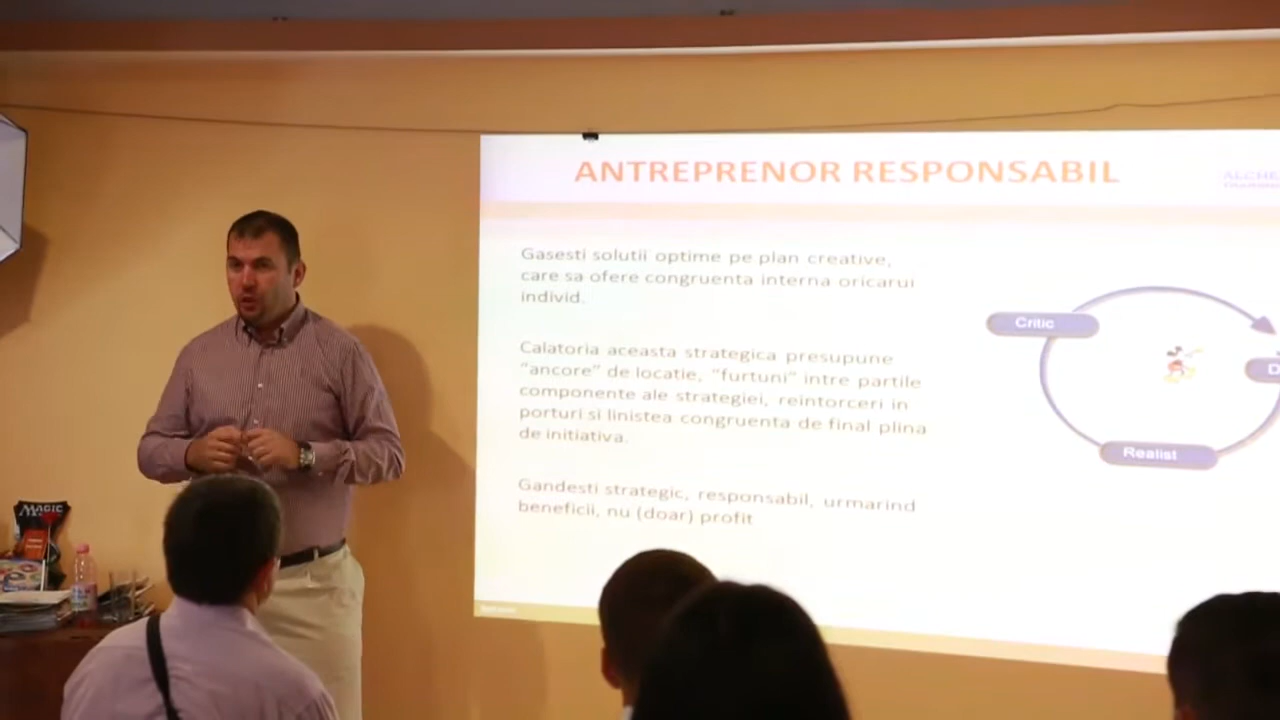 ANTREPRENOR RESPONSABIL
ALCHE
Gasesti solutii optime pe plan creative,
care sa ofere congruenta interna oricarui
individ.
Calatoria aceasta strategica presupune
"ancore" de locatie, "furtuni" intre partile
componente ale strategiei, reintorceri in
porturi si linistea congruenta de final plina
de initiativa.
Gandesti strategic, responsabil, urmarind
beneficii, nu (doar) profit
Critic
D
Realist
MAGIC